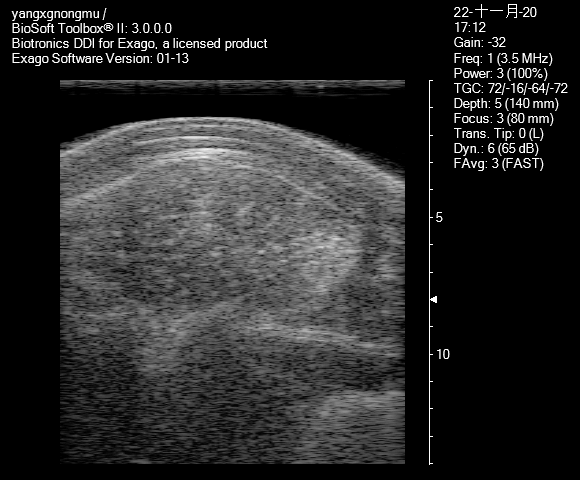 yangxgnongmu /
BioSoft Toolbox® II: 3.0.0.0
Biotronics DDI for Exago, a licensed product
Exago Software Version: 01-13
22-十一月-20
17:12
Gain: -32
Freq: 1 (3.5 MHz)
Power: 3 (100%)
TGC: 72/-16/-64/-72
Depth: 5 (140 mm)
Focus: 3 (80 mm)
Trans. Tip: 0 (L)
Dyn.: 6 (65 dB)
FAvg: 3 (FAST)
5
10